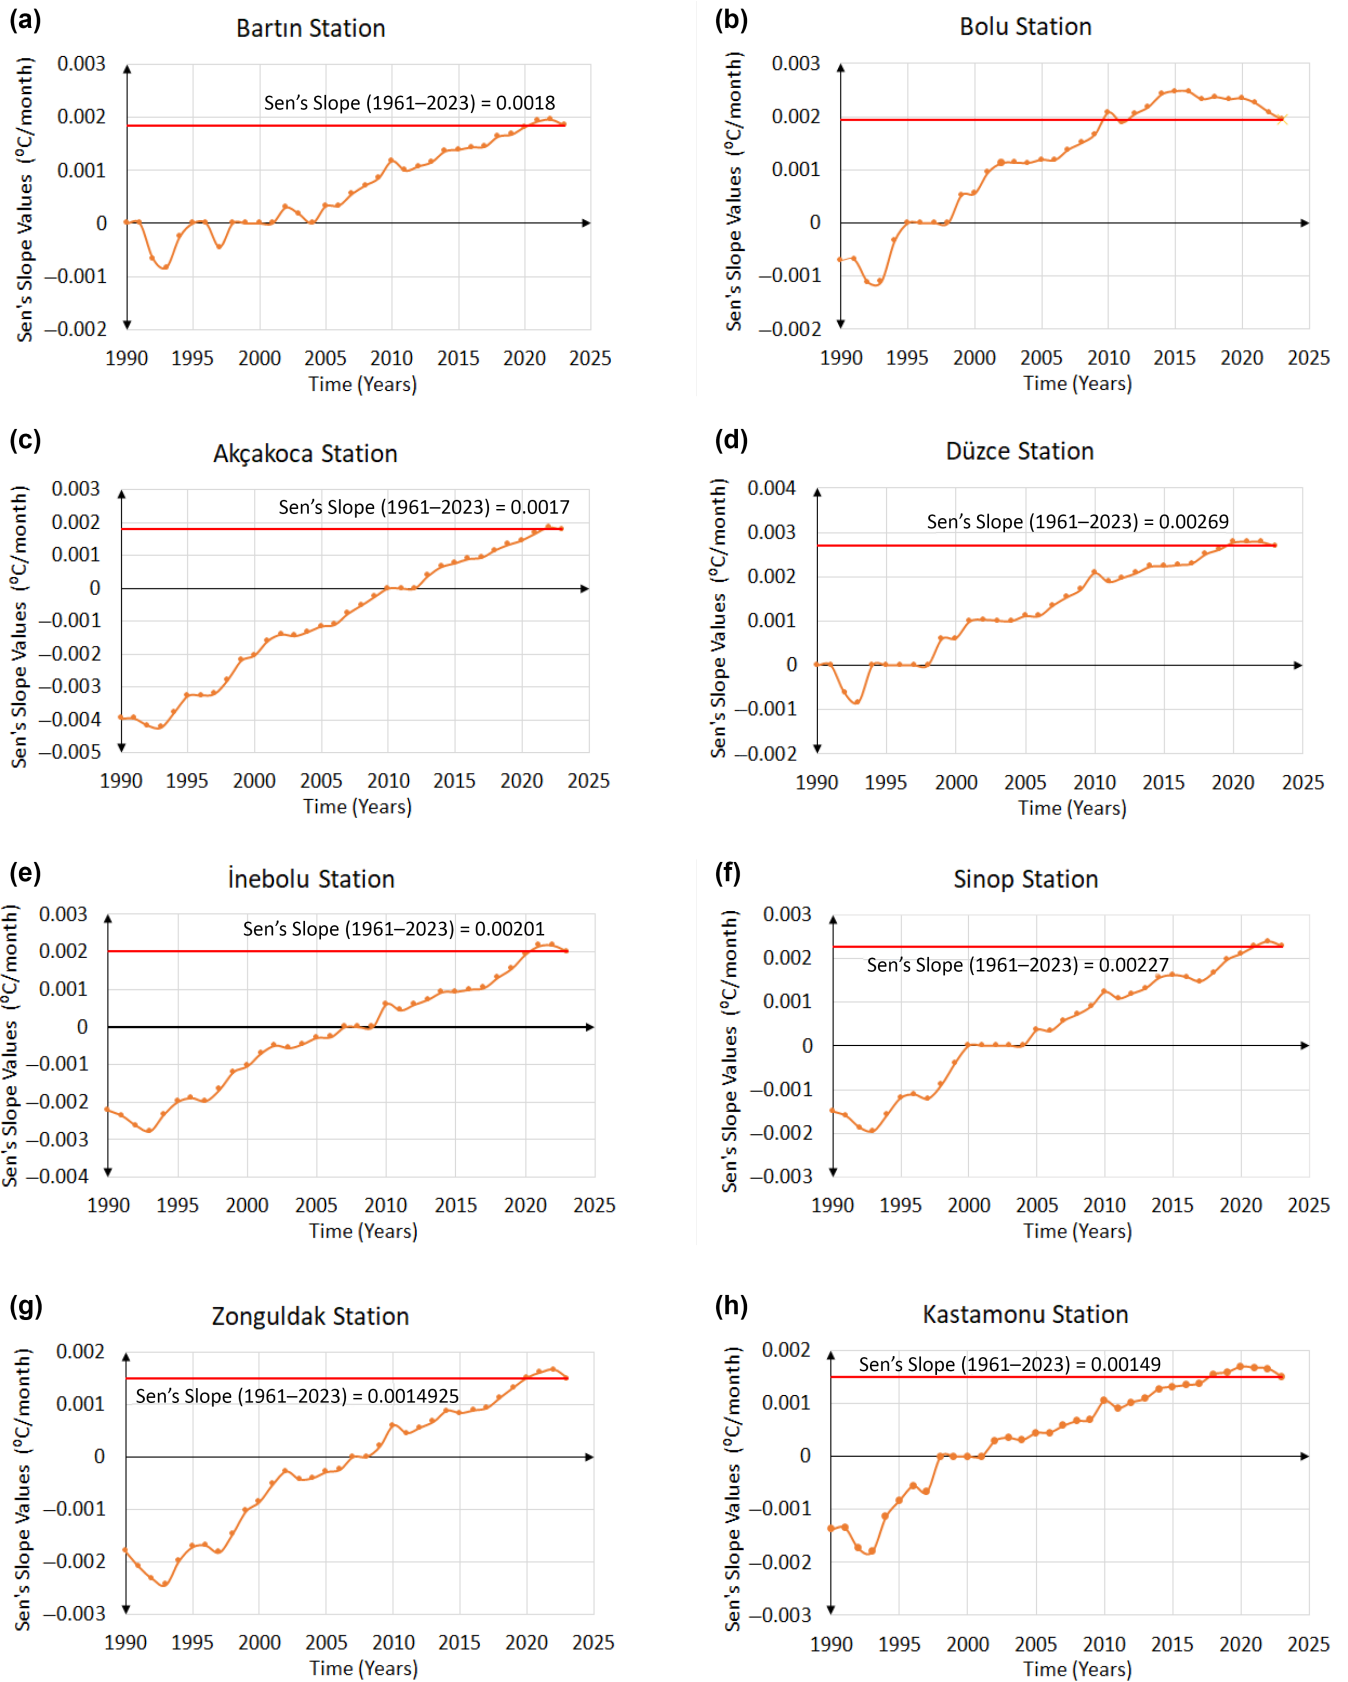 (a)
Bartın Station
Sen's Slope Values (⁰C/month)
0.003
0.002
0.001
0
−0.001
−0.002
Sen's Slope (1961–2023) = 0.0018
1990 1995 2000 2005 2010 2015 2020 2025
Time (Years)
(b)
Bolu Station
Sen's Slope Values (⁰C/month)
0.003
0.002
0.001
0
−0.001
−0.002
1990 1995 2000 2005 2010 2015 2020 2025
Time (Years)
(c)
Akçakoca Station
Sen's Slope Values (⁰C/month)
0.003
0.002
0.001
0
−0.001
−0.002
−0.003
−0.004
−0.005
Sen's Slope (1961–2023) = 0.0017
1990 1995 2000 2005 2010 2015 2020 2025
Time (Years)
(d)
Düzce Station
Sen's Slope Values (⁰C/month)
0.004
0.003
0.002
0.001
0
−0.001
−0.002
Sen's Slope (1961–2023) = 0.00269
1990 1995 2000 2005 2010 2015 2020 2025
Time (Years)
(e)
İnebolu Station
Sen's Slope Values (⁰C/month)
0.003
0.002
0.001
0
−0.001
−0.002
−0.003
−0.004
Sen's Slope (1961–2023) = 0.00201
1990 1995 2000 2005 2010 2015 2020 2025
Time (Years)
(f)
Sinop Station
Sen's Slope Values (⁰C/month)
0.003
0.002
0.001
0
−0.001
−0.002
−0.003
Sen's Slope (1961–2023) = 0.00227
1990 1995 2000 2005 2010 2015 2020 2025
Time (Years)
(g)
Zonguldak Station
Sen's Slope Values (⁰C/month)
0.002
0.001
0
−0.001
−0.002
−0.003
Sen's Slope (1961–2023) = 0.0014925
1990 1995 2000 2005 2010 2015 2020 2025
Time (Years)
(h)
Kastamonu Station
Sen's Slope Values (⁰C/month)
0.002
0.001
0
−0.001
−0.002
−0.003
Sen's Slope (1961–2023) = 0.00149
1990 1995 2000 2005 2010 2015 2020 2025
Time (Years)